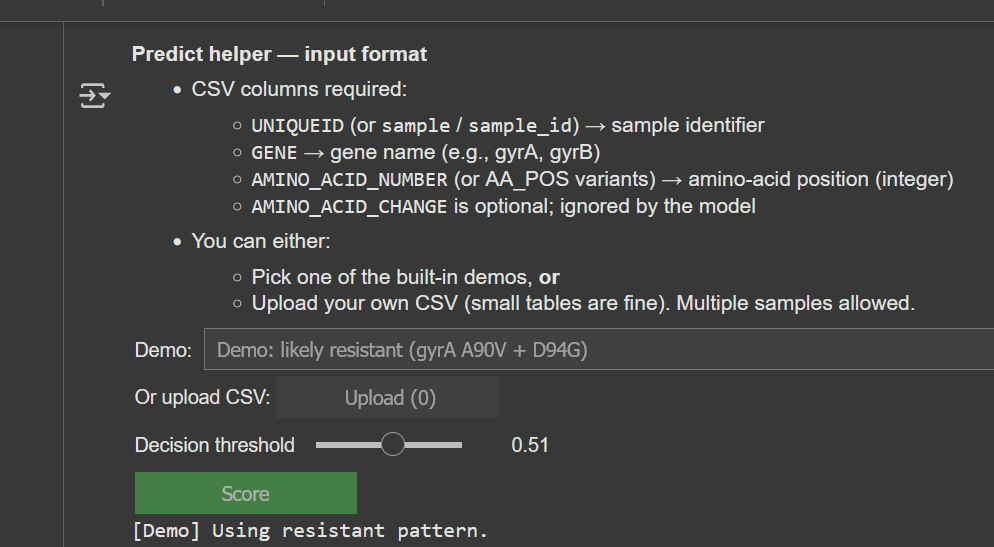 Predict helper — input format
• CSV columns required:
○ UNIQUEID (or sample / sample_id) → sample identifier
○ GENE → gene name (e.g., gyrA, gyrB)
○ AMINO_ACID_NUMBER (or AA_POS variants) → amino-acid position (integer)
○ AMINO_ACID_CHANGE is optional; ignored by the model
• You can either:
○ Pick one of the built-in demos, or
○ Upload your own CSV (small tables are fine). Multiple samples allowed.
Demo: Demo: likely resistant (gyrA A90V + D94G)
Or upload CSV: Upload (0)
Decision threshold 0.51
Score
[Demo] Using resistant pattern.